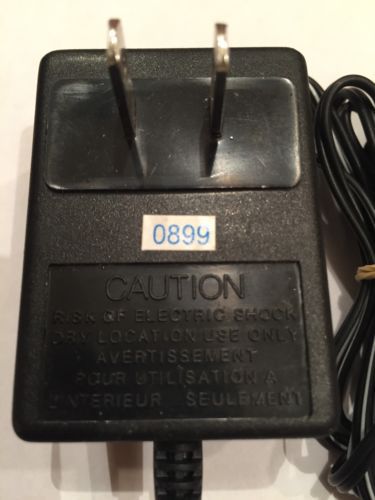 0899
CAUTION
RISK OF ELECTRIC SHOCK
DRY LOCATION USE ONLY
AVERTISSEMENT
POUR UTILISATION A
L'INTERIEUR SEULEMENT